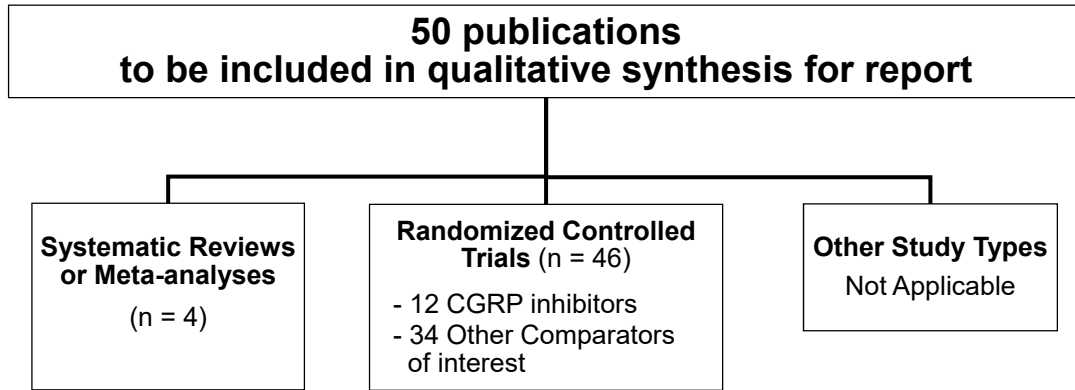 50 publications
to be included in qualitative synthesis for report
Systematic Reviews
or Meta-analyses
(n = 4)
Randomized Controlled
Trials (n = 46)
- 12 CGRP inhibitors
- 34 Other Comparators
of interest
Other Study Types
Not Applicable